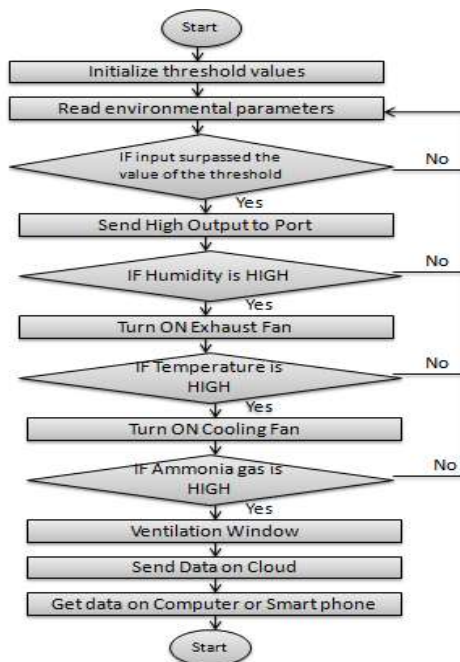 Start
Initialize threshold values
Read environmental parameters
IF input surpassed the
value of the threshold
No
Yes
Send High Output to Port
IF Humidity is HIGH
No
Yes
Turn ON Exhaust Fan
IF Temperature is
HIGH
No
Yes
Turn ON Cooling Fan
IF Ammonia gas is
HIGH
No
Yes
Ventilation Window
Send Data on Cloud
Get data on Computer or Smart phone
Start